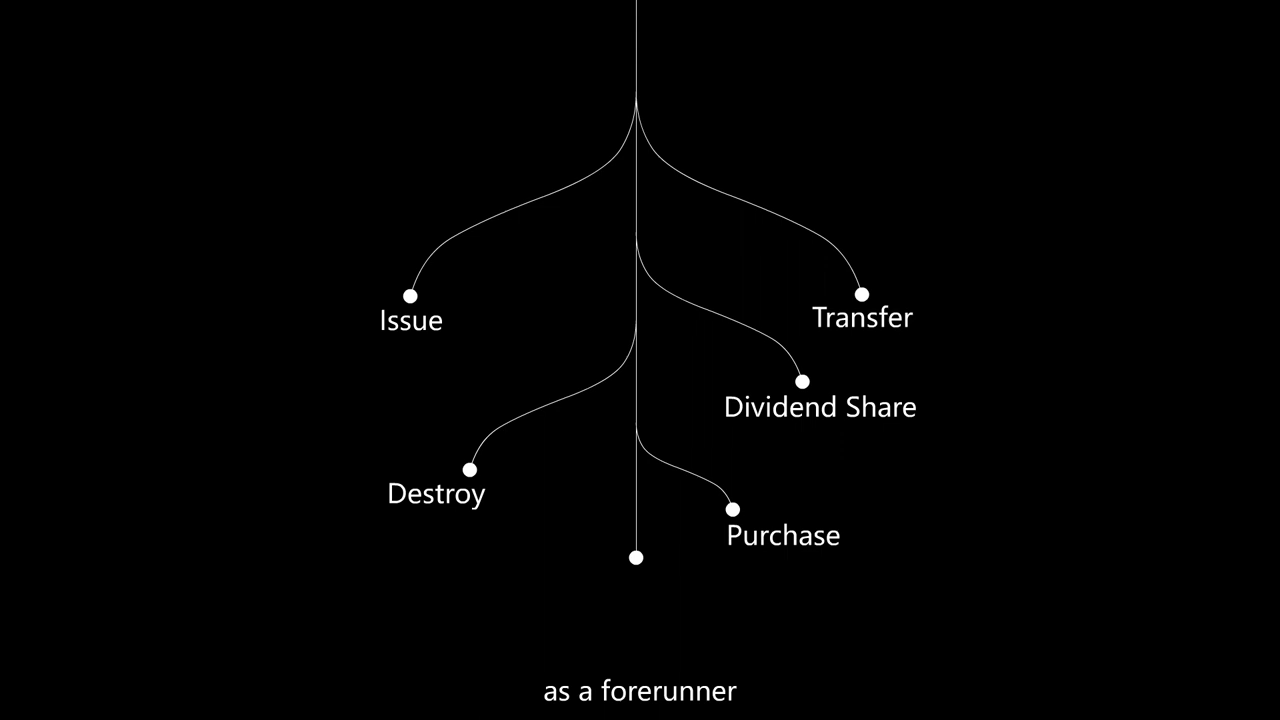 Issue
Transfer
Dividend Share
Destroy
Purchase
as a forerunner